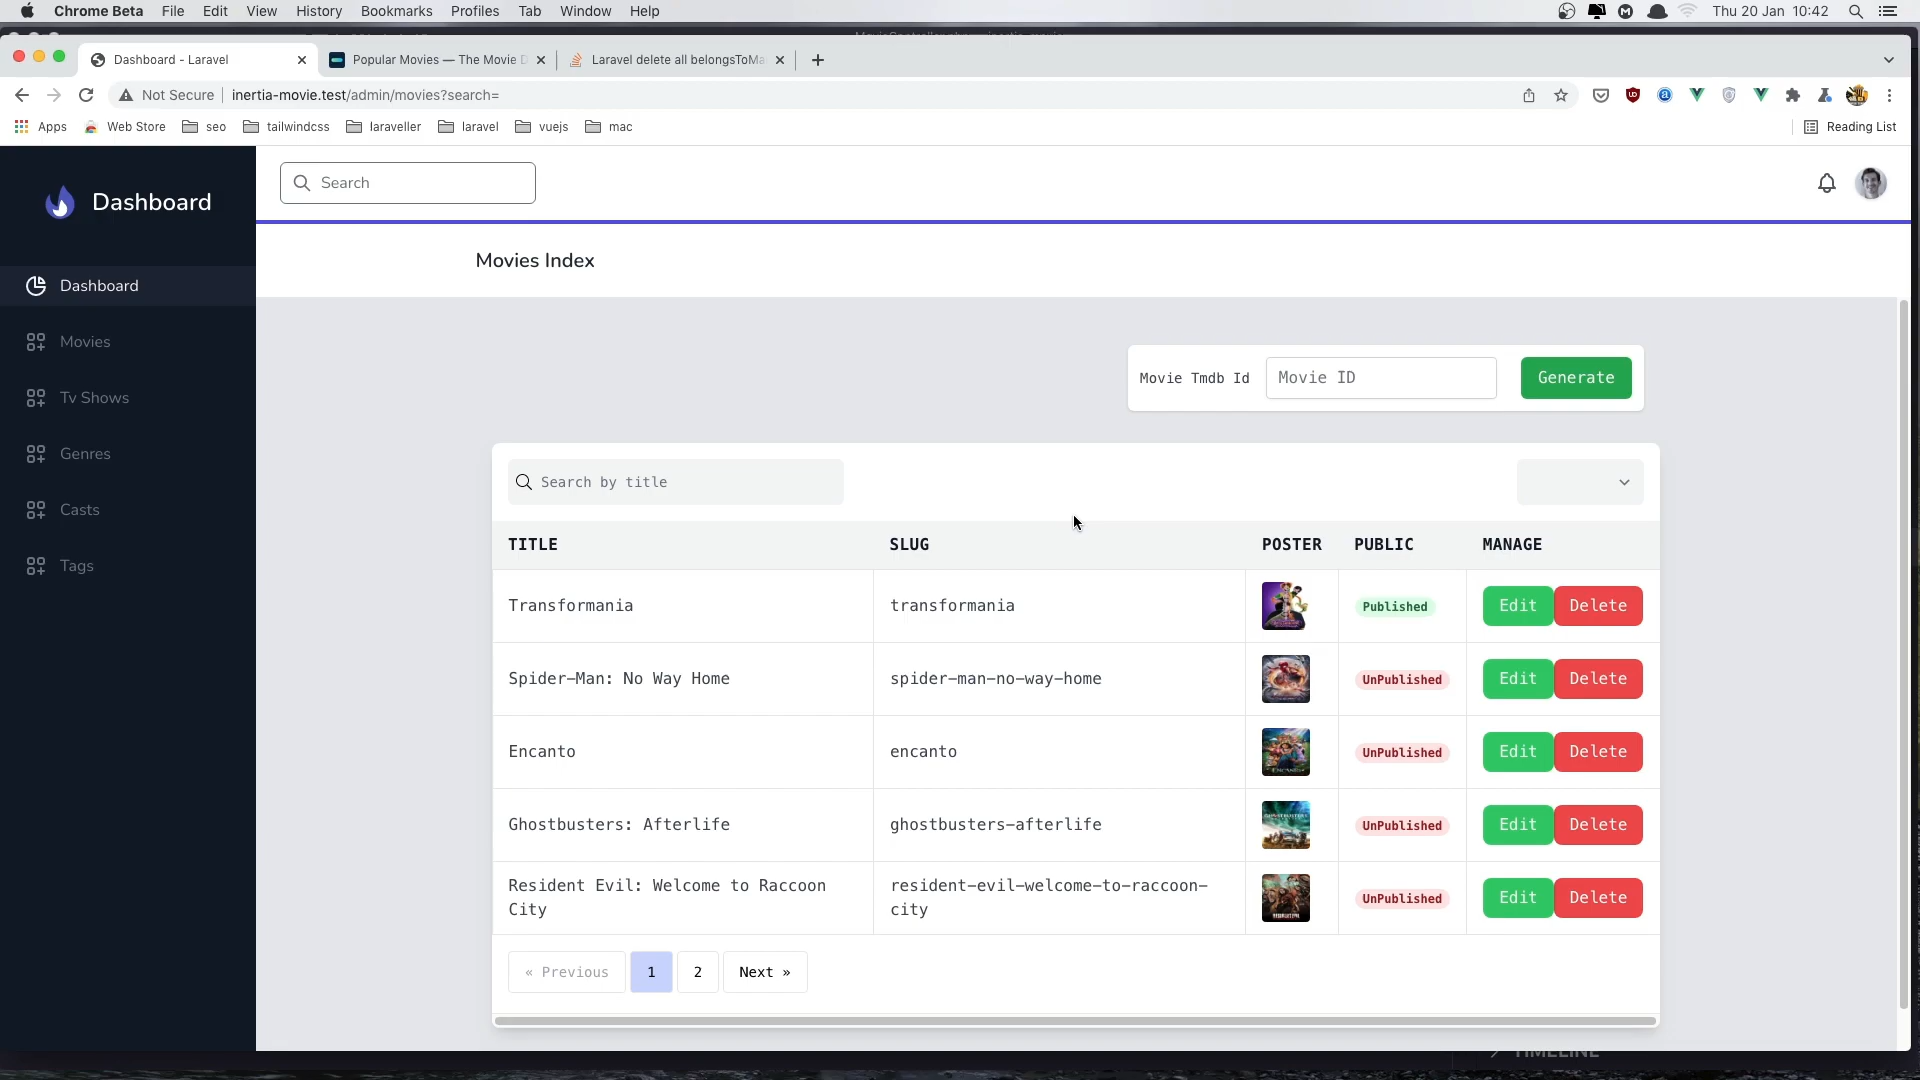 Chrome Beta File Edit View History Bookmarks Profiles Tab Window Help Thu 20 Jan 10:42
Dashboard - Laravel Popular Movies — The Movie D Laravel delete all belongsToMa
Not Secure inertia-movie.test/admin/movies?search=
Apps Web Store seo tailwindcss laraveller laravel vuejs mac Reading List
Dashboard
Search
Movies Index
Dashboard
Movies
Tv Shows
Genres
Casts
Tags
Movie Tmdb Id Movie ID Generate
Search by title
TITLE SLUG POSTER PUBLIC MANAGE
Transformania transformania Published Edit Delete
Spider-Man: No Way Home spider-man-no-way-home UnPublished Edit Delete
Encanto encanto UnPublished Edit Delete
Ghostbusters: Afterlife ghostbusters-afterlife UnPublished Edit Delete
Resident Evil: Welcome to Raccoon resident-evil-welcome-to-raccoon- UnPublished Edit Delete
City city
« Previous 1 2 Next »
TIMELINE